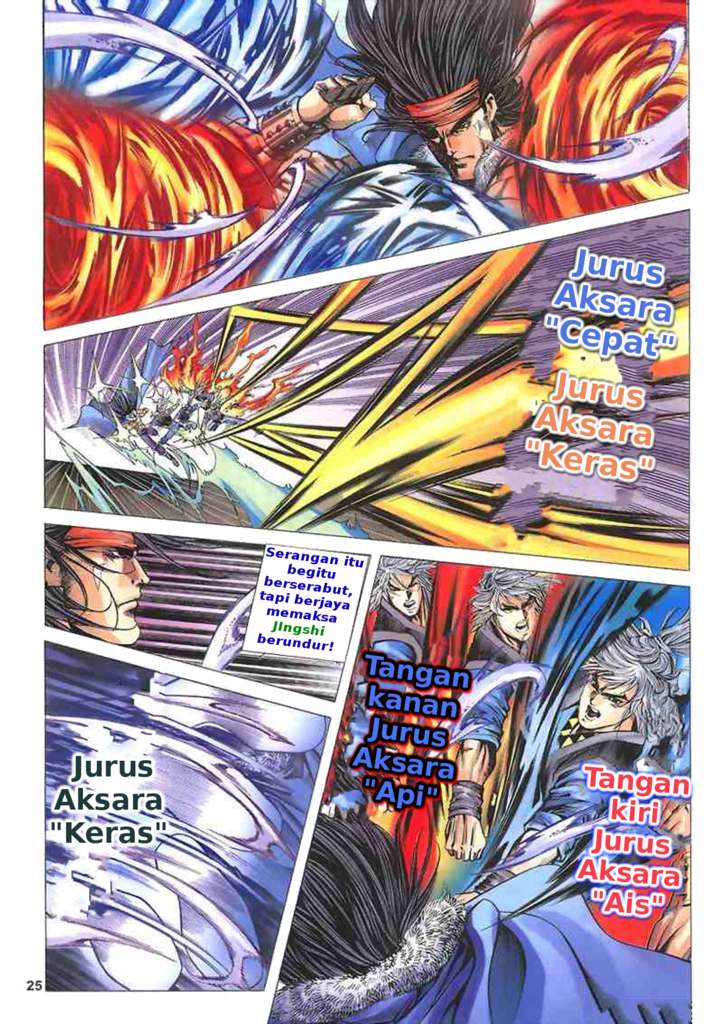 Jurus
Aksara
"Cepat"
Jurus
Aksara
"Keras"
Serangan itu
begitu
berserabut,
tapi berjaya
memaksa
JIngshi
berundur!
Tangan
kanan
Jurus
Aksara
"Api"
Jurus
Aksara
"Keras"
Tangan
kiri
Jurus
Aksara
"Ais"
25